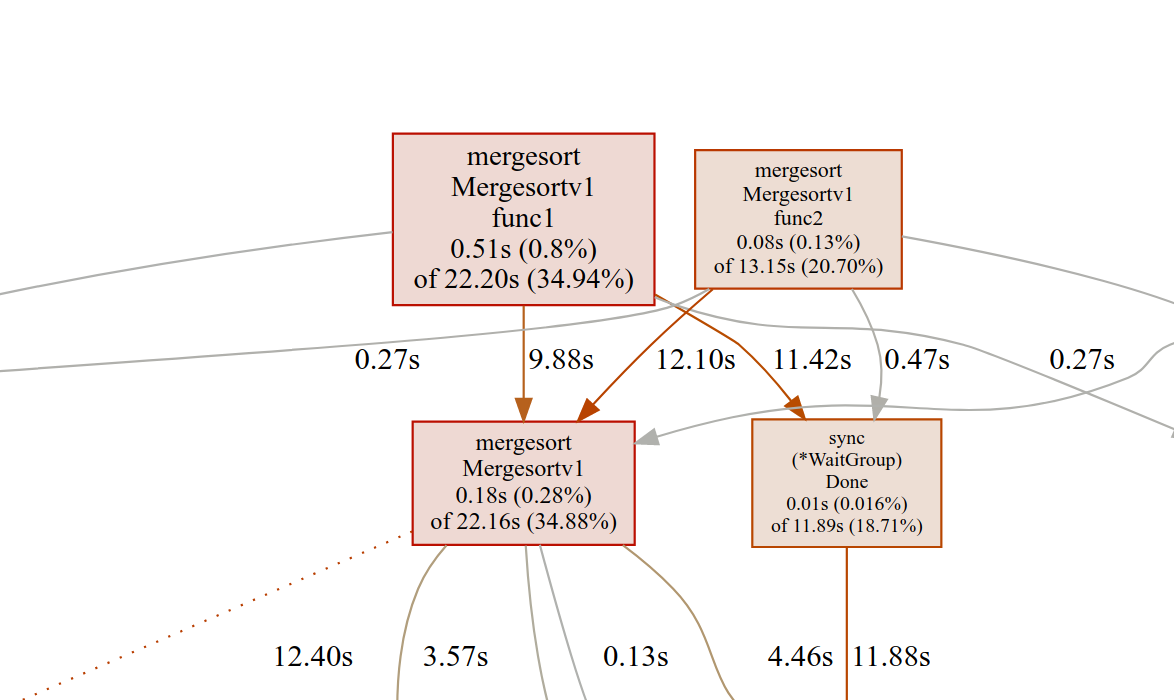 mergesort
Mergesortv1
func1
0.51s (0.8%)
of 22.20s (34.94%)
mergesort
Mergesortv1
func2
0.08s (0.13%)
of 13.15s (20.70%)
0.27s
9.88s
12.10s
11.42s
0.47s
0.27s
mergesort
Mergesortv1
0.18s (0.28%)
of 22.16s (34.88%)
sync
(*WaitGroup)
Done
0.01s (0.016%)
of 11.89s (18.71%)
12.40s
3.57s
0.13s
4.46s
11.88s